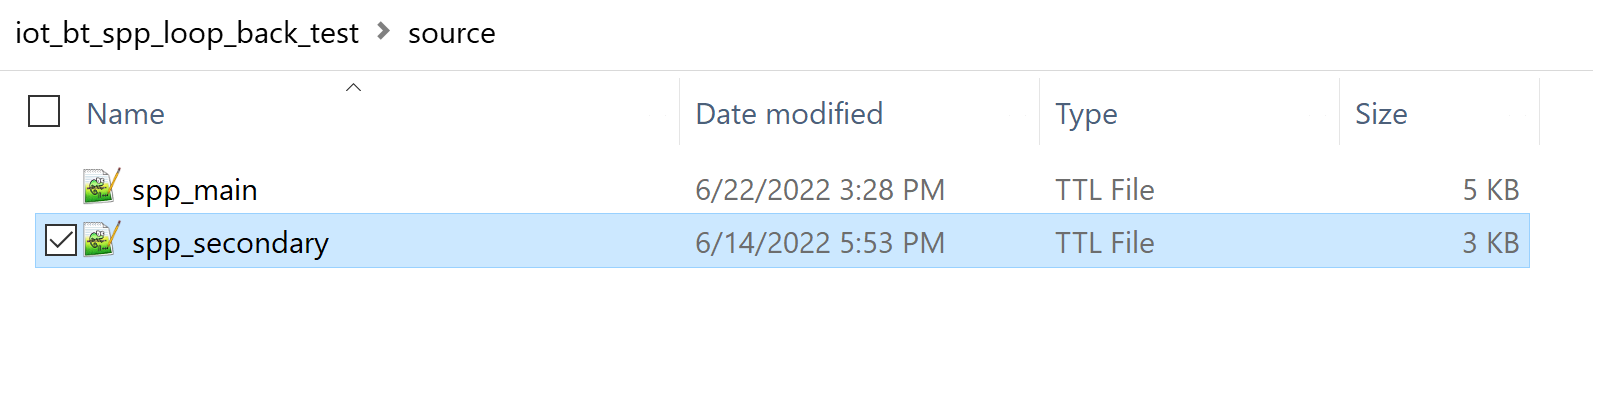 iot_bt_spp_loop_back_test > source
Name Date modified Type Size
spp_main 6/22/2022 3:28 PM TTL File 5 KB
spp_secondary 6/14/2022 5:53 PM TTL File 3 KB